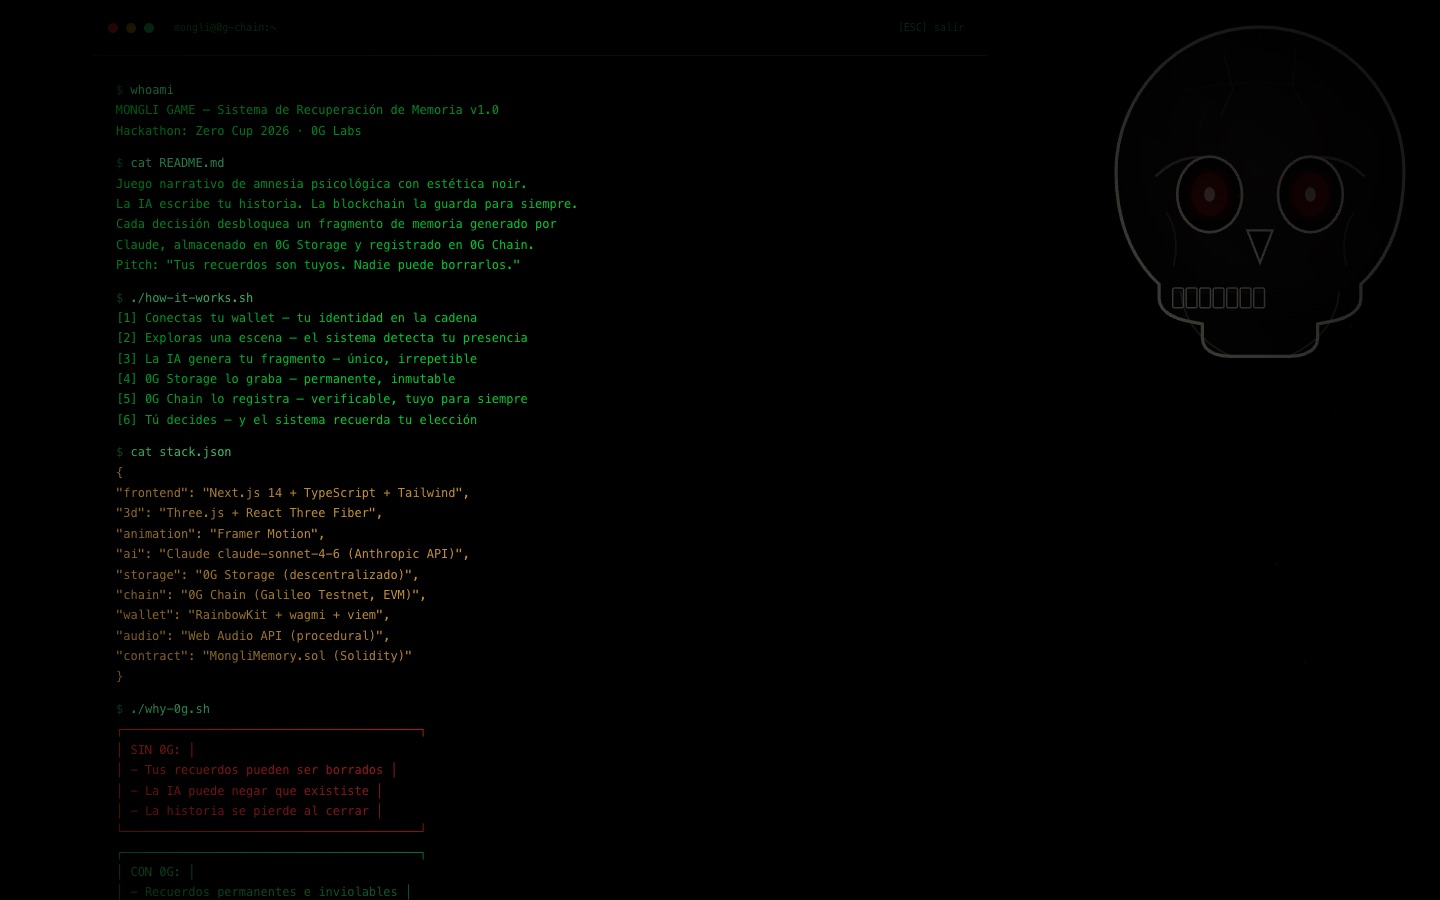 mongli@0g-chain:~
[ESC] salir
$ whoami
MONGLI GAME — Sistema de Recuperación de Memoria v1.0
Hackathon: Zero Cup 2026 · 0G Labs
$ cat README.md
Juego narrativo de amnesia psicológica con estética noir.
La IA escribe tu historia. La blockchain la guarda para siempre.
Cada decisión desbloquea un fragmento de memoria generado por
Claude, almacenado en 0G Storage y registrado en 0G Chain.
Pitch: "Tus recuerdos son tuyos. Nadie puede borrarlos."
$ ./how-it-works.sh
[1] Conectas tu wallet — tu identidad en la cadena
[2] Exploras una escena — el sistema detecta tu presencia
[3] La IA genera tu fragmento — único, irrepetible
[4] 0G Storage lo graba — permanente, inmutable
[5] 0G Chain lo registra — verificable, tuyo para siempre
[6] Tú decides — y el sistema recuerda tu elección
$ cat stack.json
{
"frontend": "Next.js 14 + TypeScript + Tailwind",
"3d": "Three.js + React Three Fiber",
"animation": "Framer Motion",
"ai": "Claude claude-sonnet-4-6 (Anthropic API)",
"storage": "0G Storage (descentralizado)",
"chain": "0G Chain (Galileo Testnet, EVM)",
"wallet": "RainbowKit + wagmi + viem",
"audio": "Web Audio API (procedural)",
"contract": "MongliMemory.sol (Solidity)"
}
$ ./why-0g.sh
│ SIN 0G: │
│ — Tus recuerdos pueden ser borrados │
│ — La IA puede negar que exististe │
│ — La historia se pierde al cerrar │
│ CON 0G: │
│ — Recuerdos permanentes e inviolables │